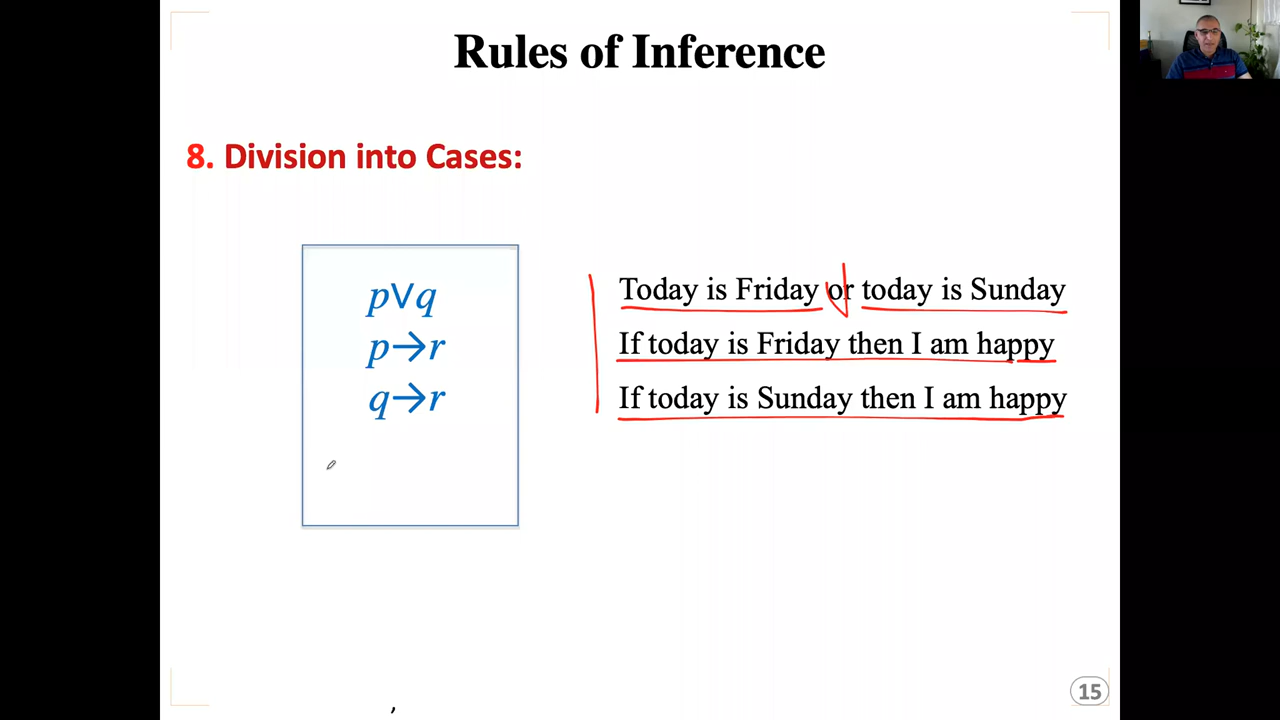 Rules of Inference
8. Division into Cases:
p∨q
p→r
q→r
Today is Friday or today is Sunday
If today is Friday then I am happy
If today is Sunday then I am happy
15